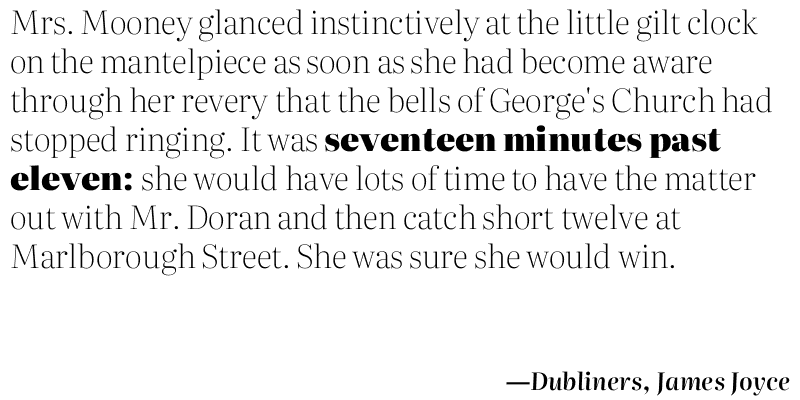 Mrs. Mooney glanced instinctively at the little gilt clock
on the mantelpiece as soon as she had become aware
through her revery that the bells of George's Church had
stopped ringing. It was seventeen minutes past
eleven: she would have lots of time to have the matter
out with Mr. Doran and then catch short twelve at
Marlborough Street. She was sure she would win.
—Dubliners, James Joyce